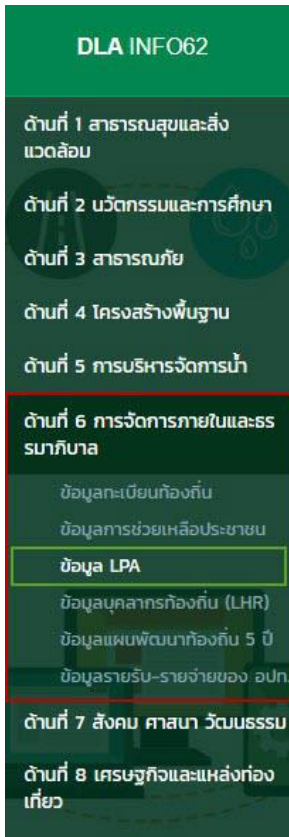 DLA INFO62
ด้านที่ 1 สาธารณสุขและสิ่ง
แวดล้อม
ด้านที่ 2 นวัตกรรมและการศึกษา
ด้านที่ 3 สาธารณภัย
ด้านที่ 4 โครงสร้างพื้นฐาน
ด้านที่ 5 การบริหารจัดการน้ำ
ด้านที่ 6 การจัดการภายในและธร
รมาภิบาล
ข้อมูลทะเบียนท้องถิ่น
ข้อมูลการช่วยเหลือประชาชน
ข้อมูล LPA
ข้อมูลบุคลากรท้องถิ่น (LHR)
ข้อมูลแผนพัฒนาท้องถิ่น 5 ปี
ข้อมูลรายรับ-รายจ่ายของ อปท.
ด้านที่ 7 สังคม ศาสนา วัฒนธรรม
ด้านที่ 8 เศรษฐกิจและแหล่งท่อง
เที่ยว